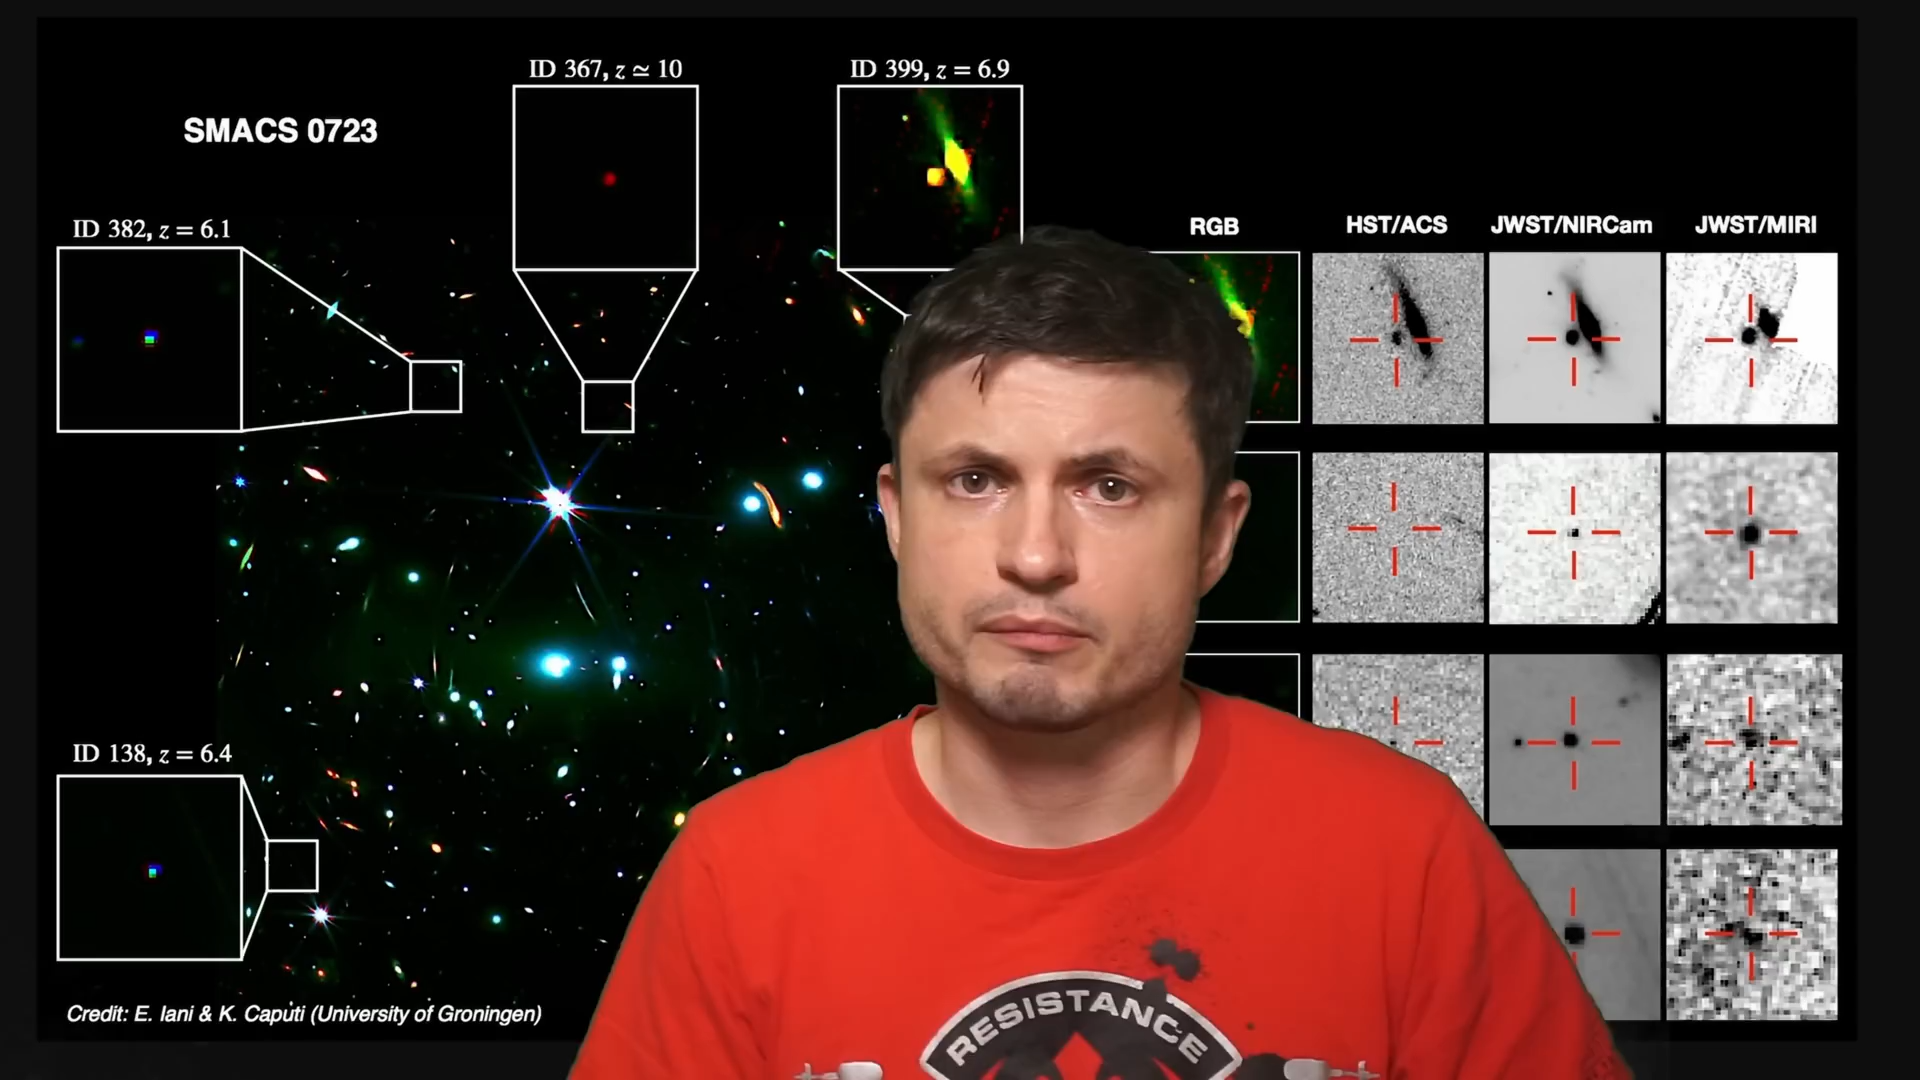 ID 367, z ≃ 10
ID 399, z = 6.9
SMACS 0723
ID 382, z = 6.1
RGB
HST/ACS
JWST/NIRCam
JWST/MIRI
ID 138, z = 6.4
Credit: E. Iani & K. Caputi (University of Groningen)
RESISTANCE